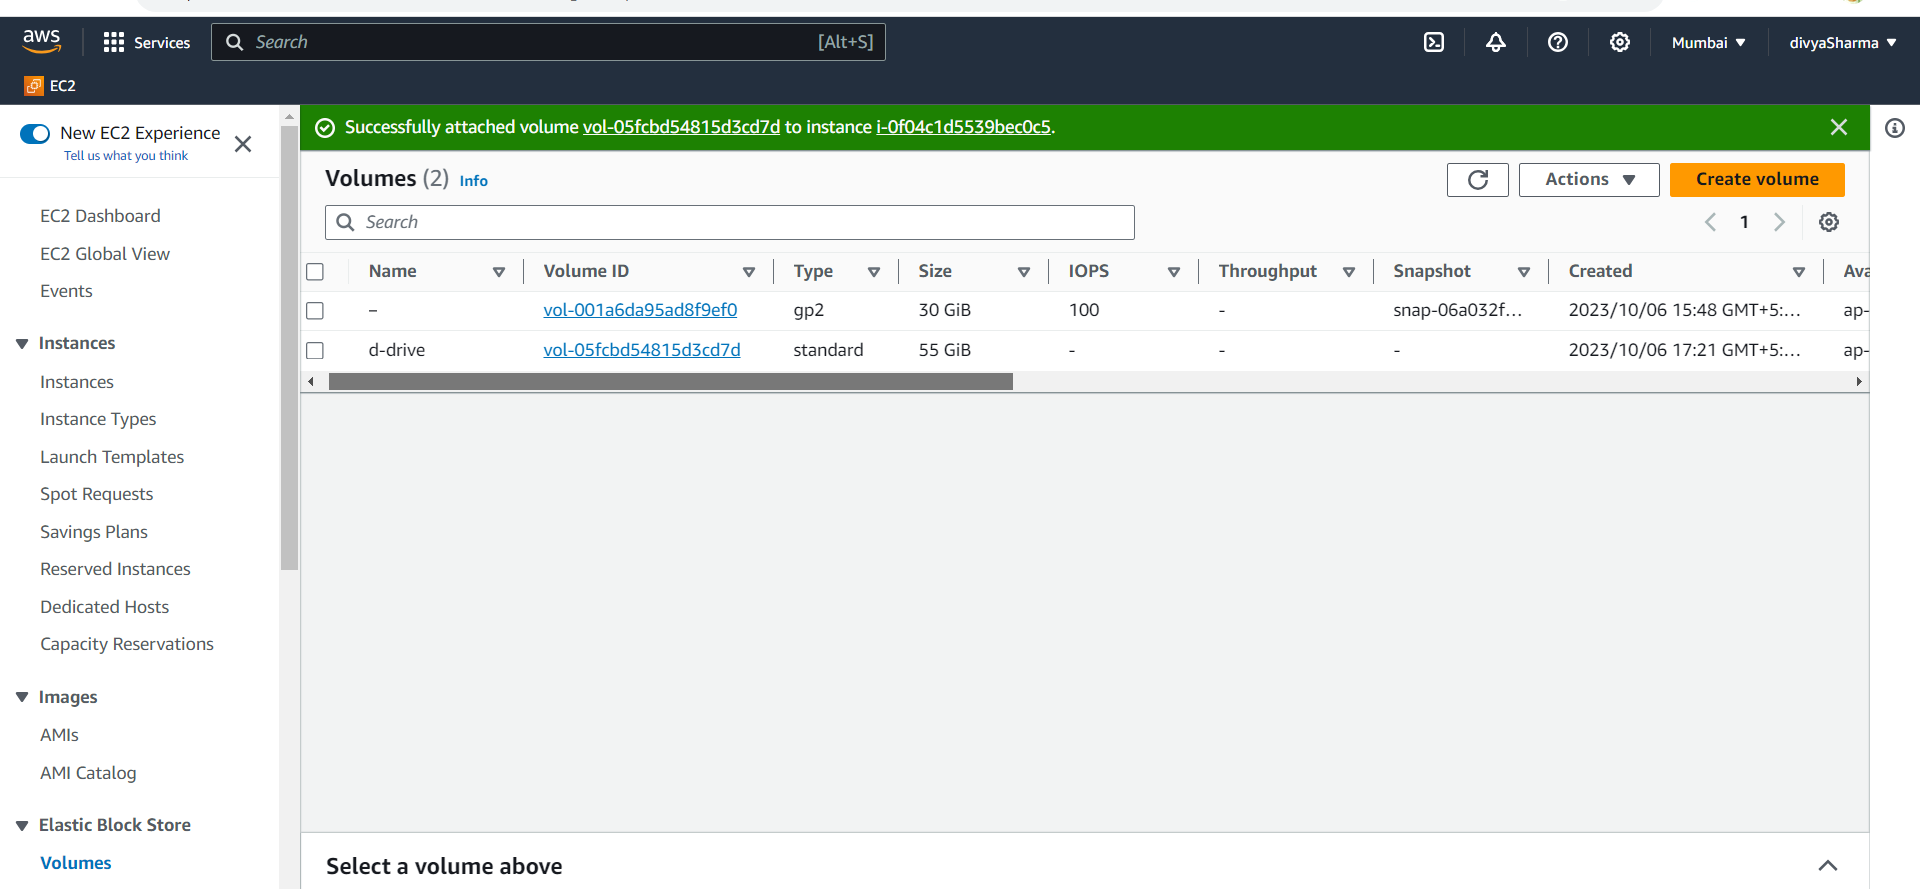 aws
Services
Search
[Alt+S]
Mumbai
divyaSharma
EC2
New EC2 Experience
Tell us what you think
EC2 Dashboard
EC2 Global View
Events
Instances
Instances
Instance Types
Launch Templates
Spot Requests
Savings Plans
Reserved Instances
Dedicated Hosts
Capacity Reservations
Images
AMIs
AMI Catalog
Elastic Block Store
Volumes
Successfully attached volume vol-05fcbd54815d3cd7d to instance i-0f04c1d5539bec0c5.
Volumes (2) Info
Actions
Create volume
Search
1
Name Volume ID Type Size IOPS Throughput Snapshot Created Ava
– vol-001a6da95ad8f9ef0 gp2 30 GiB 100 - snap-06a032f... 2023/10/06 15:48 GMT+5:... ap-
d-drive vol-05fcbd54815d3cd7d standard 55 GiB - - - 2023/10/06 17:21 GMT+5:... ap-
Select a volume above